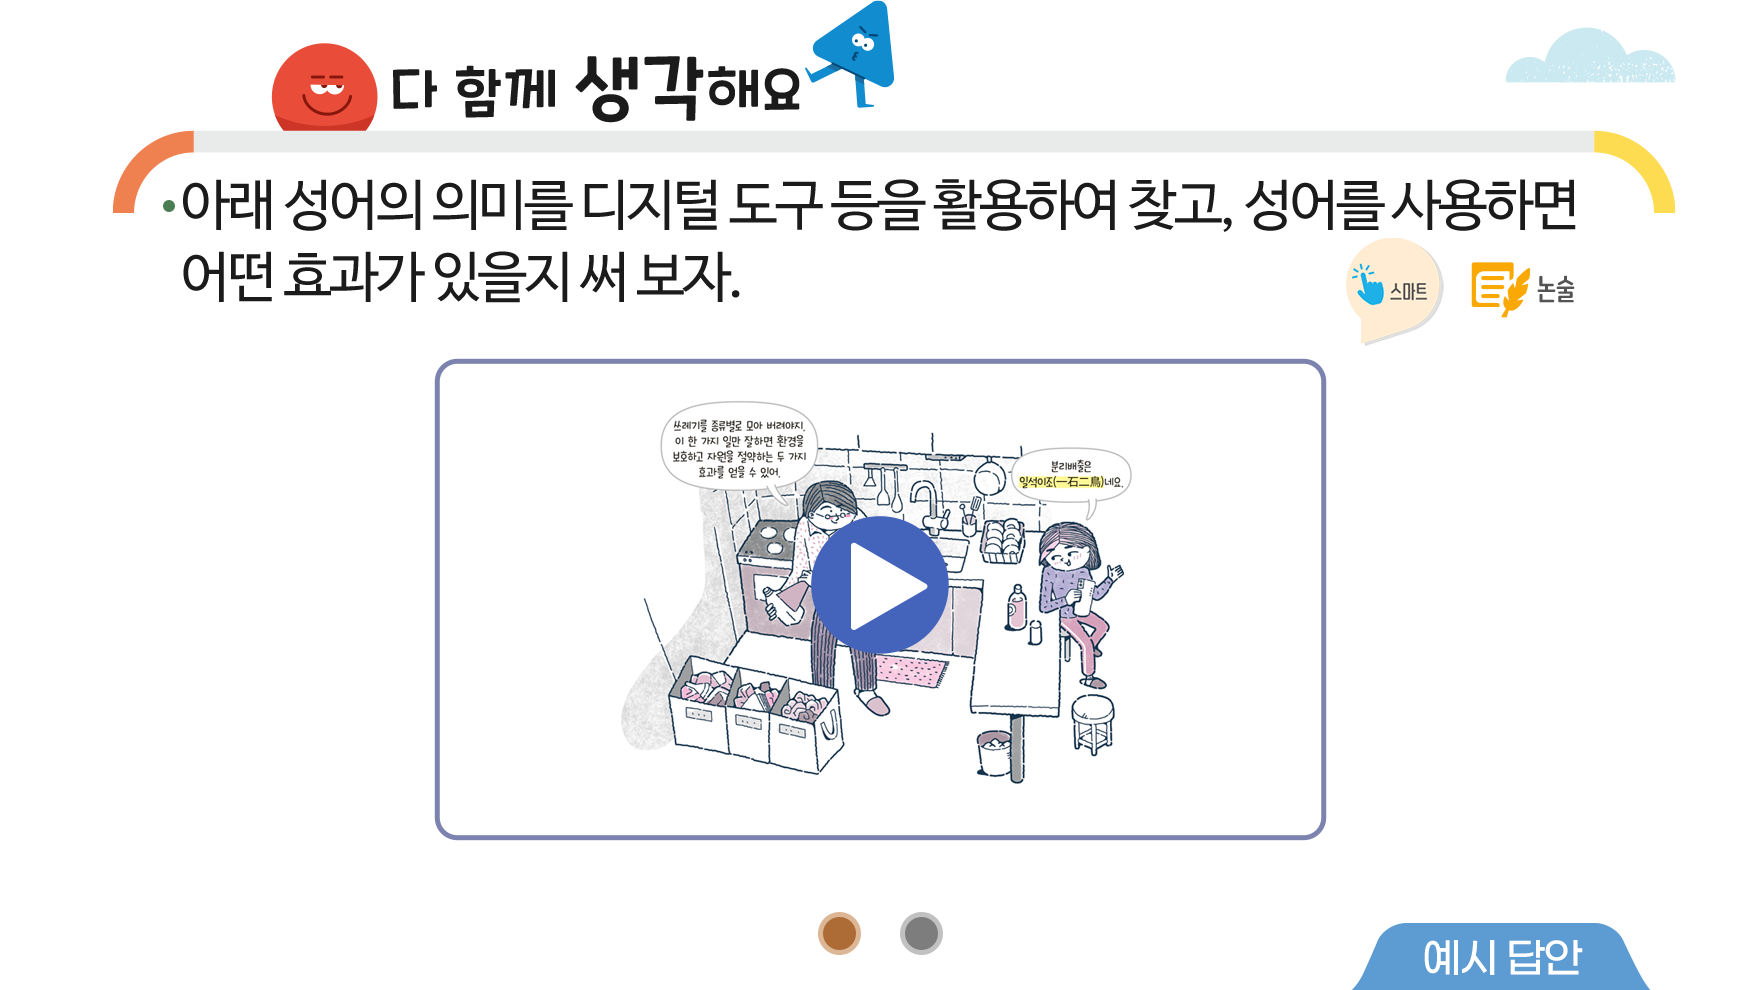 다 함께 생각해요
• 아래 성어의 의미를 디지털 도구 등을 활용하여 찾고, 성어를 사용하면
어떤 효과가 있을지 써 보자.
스마트
논술
쓰레기를 종류별로 모아 버려야지.
이 한 가지 일만 잘하면 환경을
보호하고 자원을 절약하는 두 가지
효과를 얻을 수 있어.
분리배출은
일석이조(一石二鳥)네요.
예시 답안